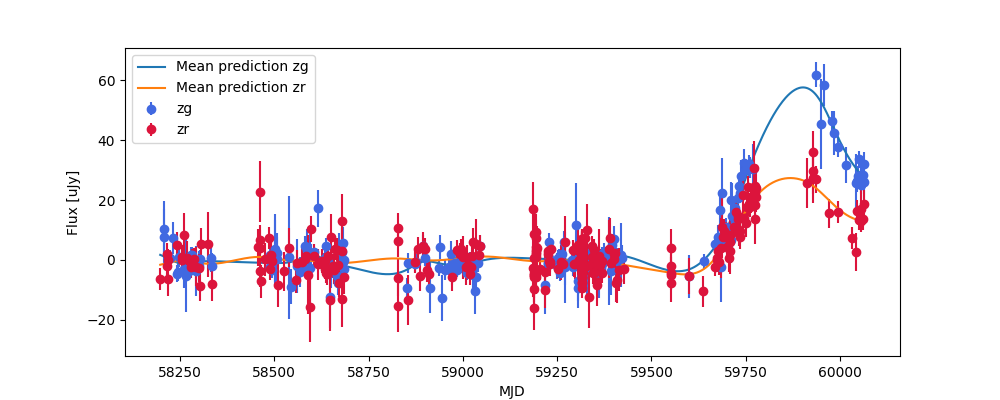 Mean prediction zg
Mean prediction zr
zg
zr
Flux [uJy]
60
40
20
0
−20
58250
58500
58750
59000
59250
59500
59750
60000
MJD